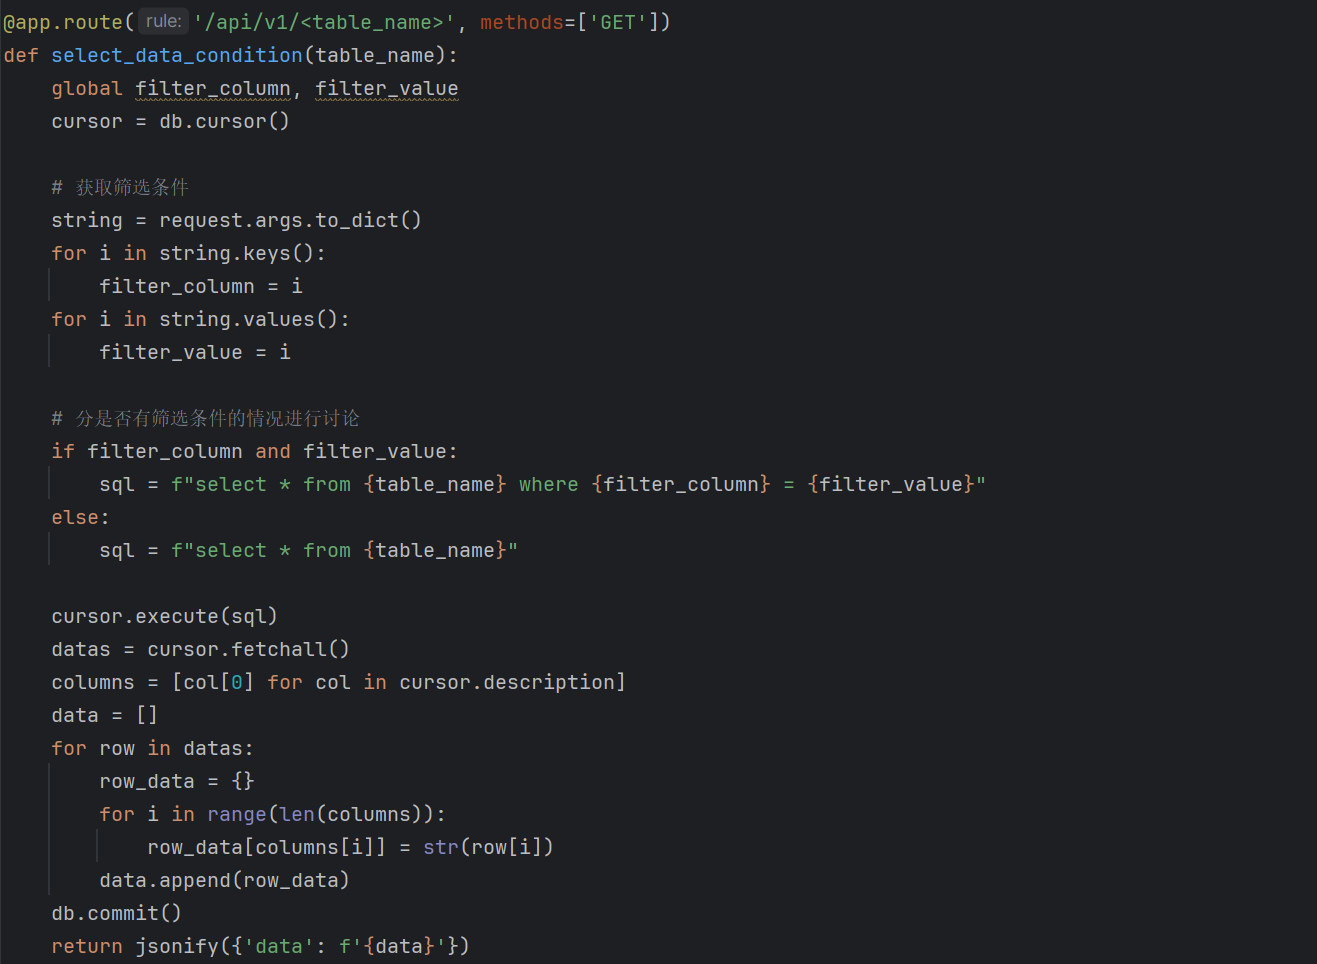 @app.route( rule: '/api/v1/<table_name>', methods=['GET'])
def select_data_condition(table_name):
    global filter_column, filter_value
    cursor = db.cursor()

    # 获取筛选条件
    string = request.args.to_dict()
    for i in string.keys():
        filter_column = i
    for i in string.values():
        filter_value = i

    # 分是否有筛选条件的情况进行讨论
    if filter_column and filter_value:
        sql = f"select * from {table_name} where {filter_column} = {filter_value}"
    else:
        sql = f"select * from {table_name}"

    cursor.execute(sql)
    datas = cursor.fetchall()
    columns = [col[0] for col in cursor.description]
    data = []
    for row in datas:
        row_data = {}
        for i in range(len(columns)):
            row_data[columns[i]] = str(row[i])
        data.append(row_data)
    db.commit()
    return jsonify({'data': f'{data}'})